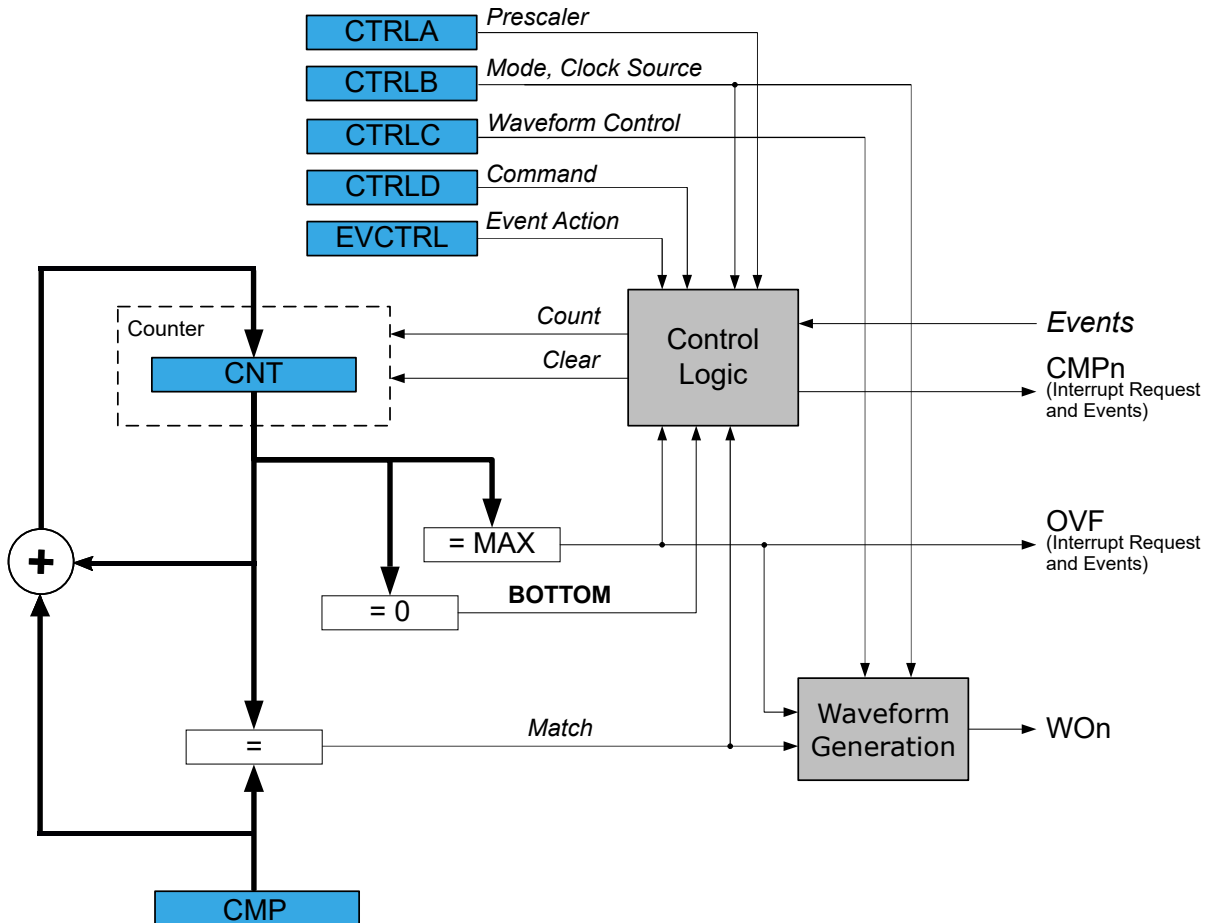 CTRLA
Prescaler
CTRLB
Mode, Clock Source
CTRLC
Waveform Control
CTRLD
Command
EVCTRL
Event Action
Counter
CNT
Count
Clear
Control
Logic
Events
CMPn
(Interrupt Request
and Events)
= MAX
OVF
(Interrupt Request
and Events)
+
= 0
BOTTOM
=
Match
Waveform
Generation
WOn
CMP